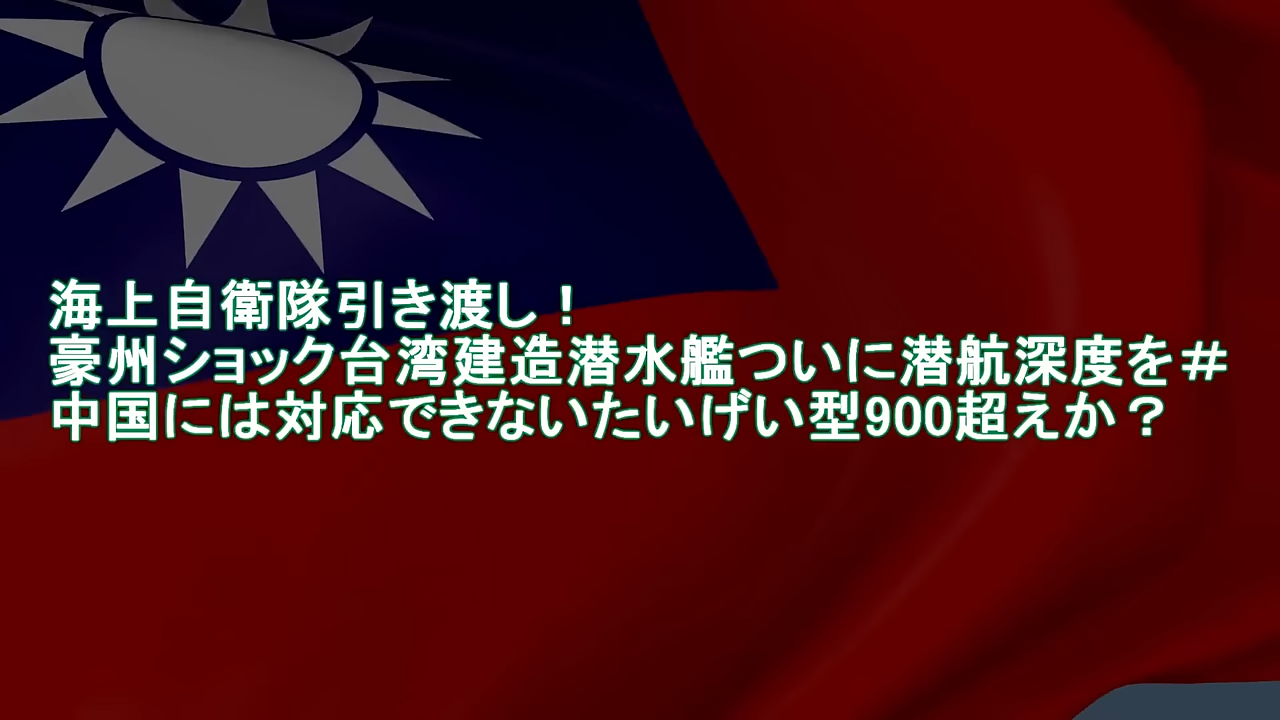 海上自衛隊引き渡し！
豪州ショック台湾建造潜水艦ついに潜航深度を＃
中国には対応できないたいげい型900超えか？